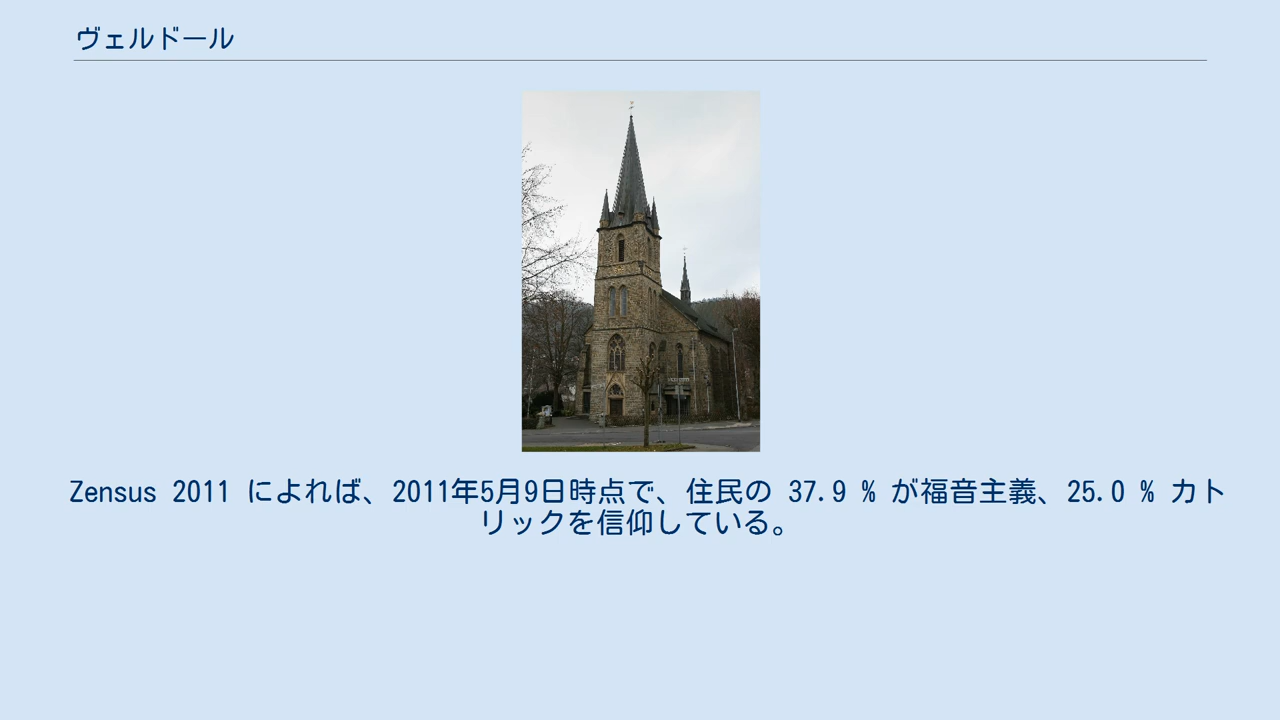 ヴェルドール
Zensus 2011 によれば、2011年5月9日時点で、住民の 37.9 % が福音主義、25.0 % カト
リックを信仰している。